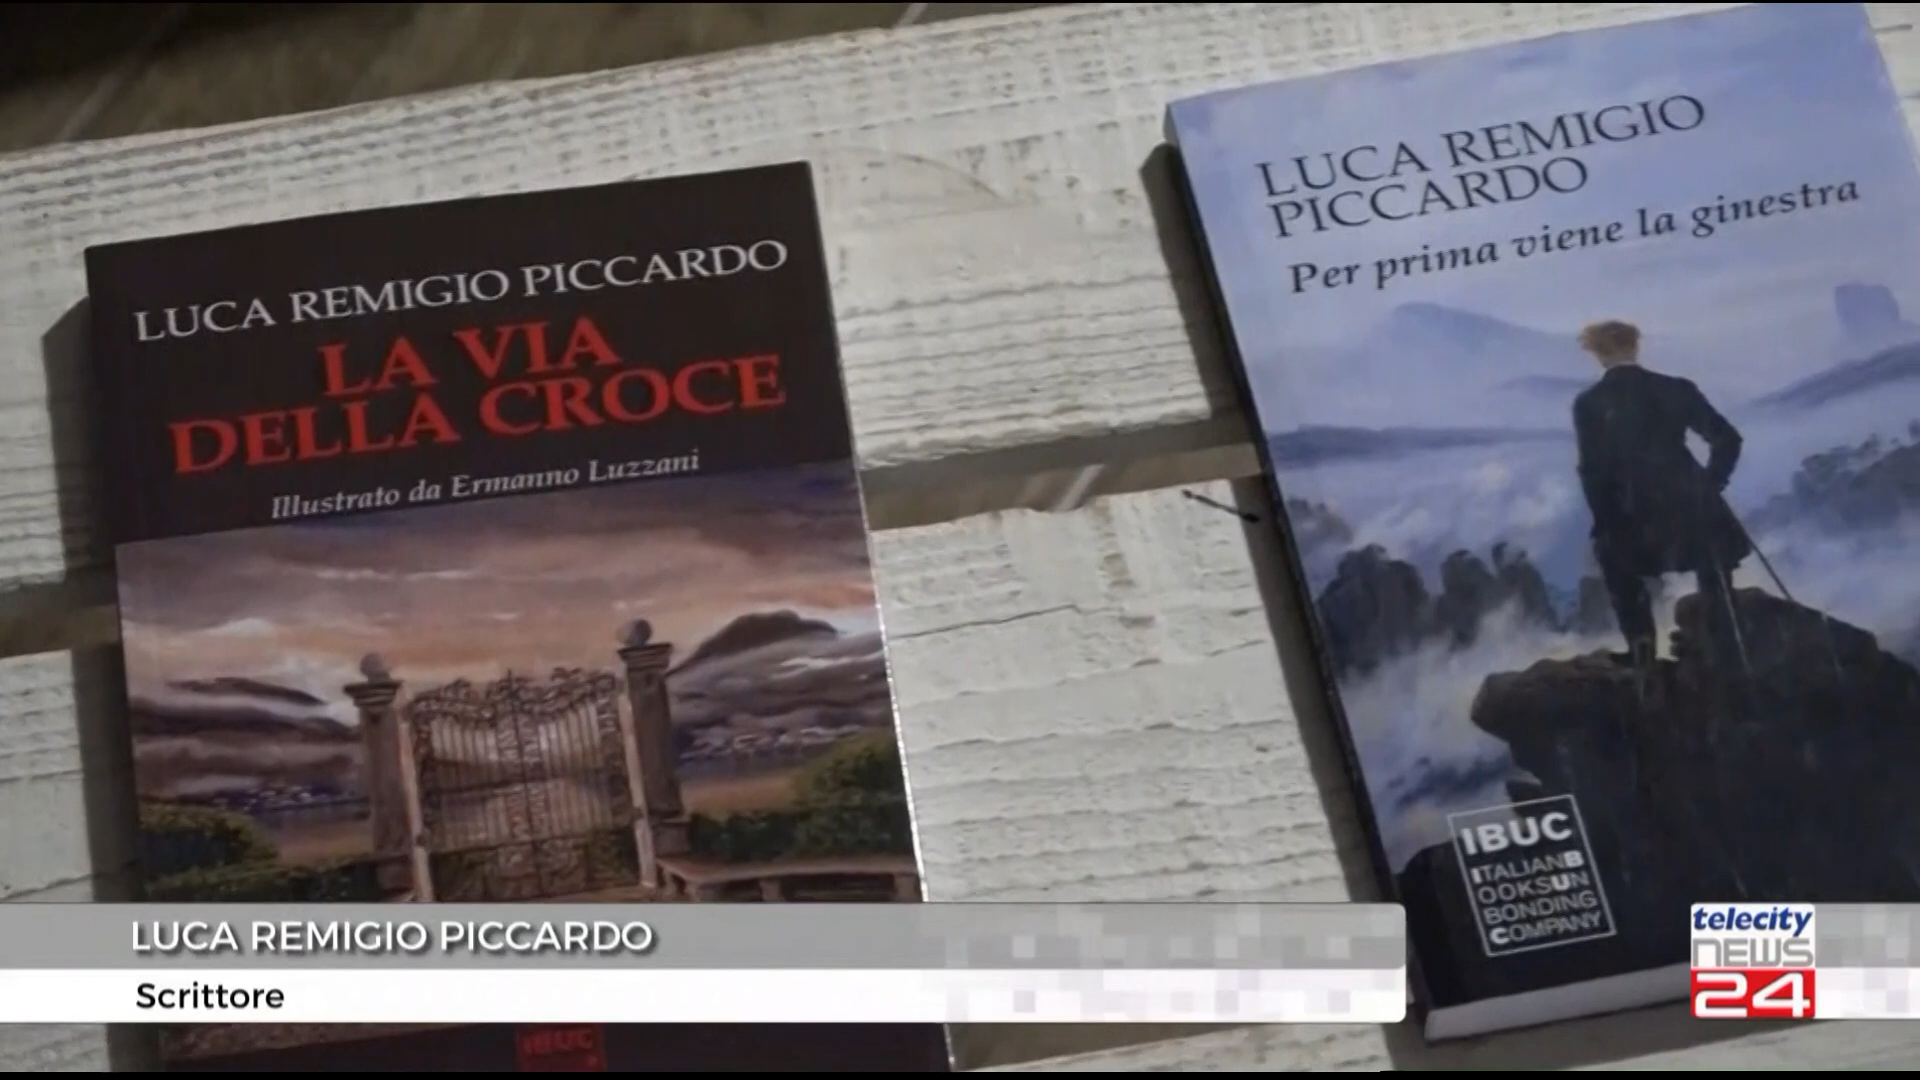 LUCA REMIGIO PICCARDO
LA VIA
DELLA CROCE
Illustrato da Ermanno Luzzani
IBUC
LUCA REMIGIO
PICCARDO
Per prima viene la ginestra
IBUC
ITALIANB
OOKSUN
BONDING
COMPANY
LUCA REMIGIO PICCARDO
Scrittore
telecity
NEWS
24